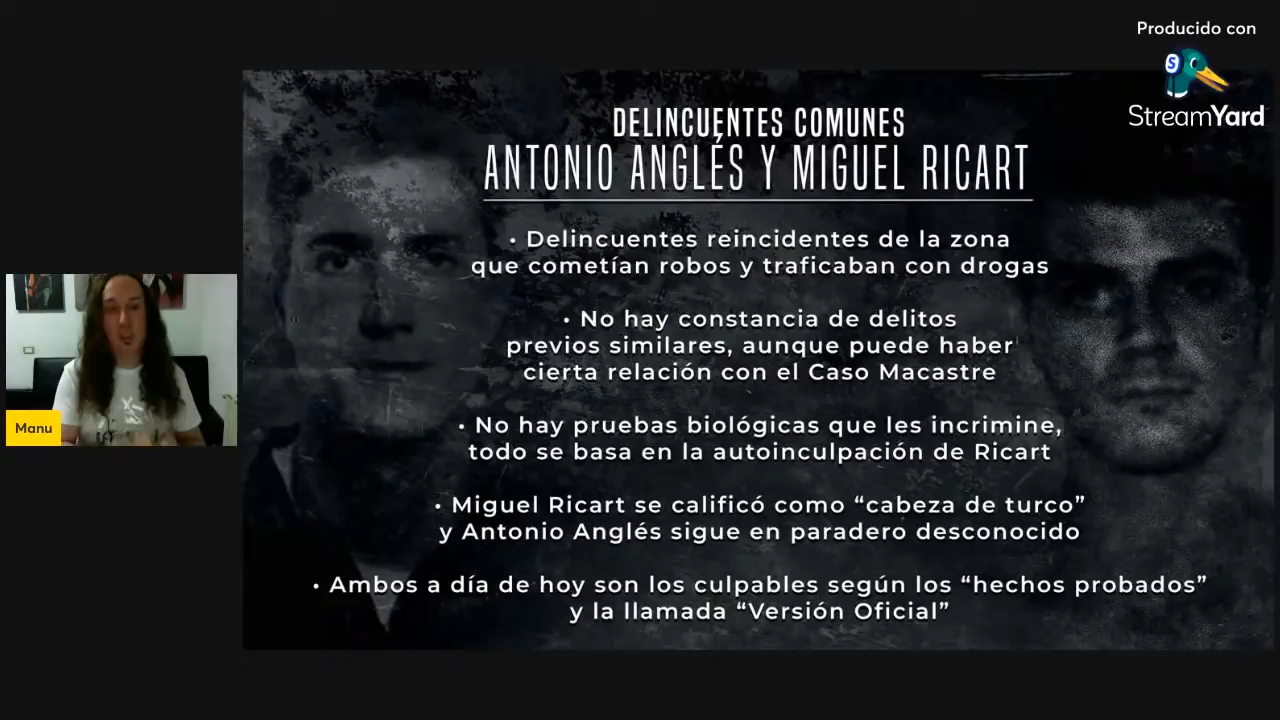 Producido con
StreamYard
DELINCUENTES COMUNES
ANTONIO ANGLÉS Y MIGUEL RICART
• Delincuentes reincidentes de la zona
que cometían robos y traficaban con drogas
• No hay constancia de delitos
previos similares, aunque puede haber
cierta relación con el Caso Macastre
• No hay pruebas biológicas que les incrimine,
todo se basa en la autoinculpación de Ricart
• Miguel Ricart se calificó como “cabeza de turco”
y Antonio Anglés sigue en paradero desconocido
• Ambos a día de hoy son los culpables según los “hechos probados”
y la llamada “Versión Oficial”
Manu